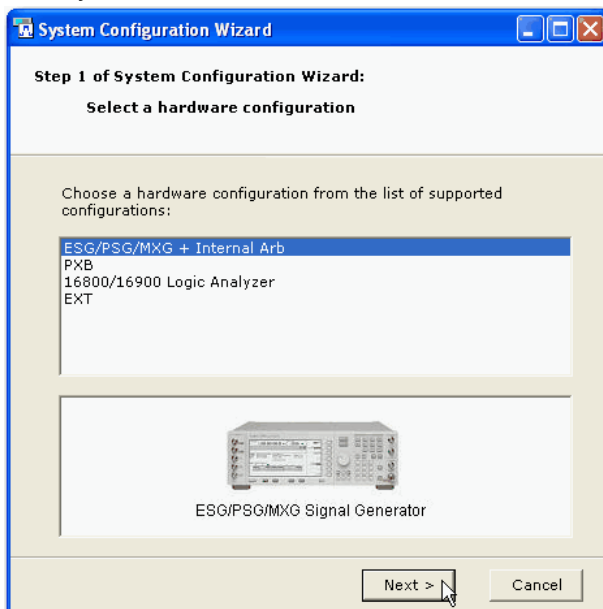 System Configuration Wizard
Step 1 of System Configuration Wizard:
Select a hardware configuration
Choose a hardware configuration from the list of supported
configurations:
ESG/PSG/MXG + Internal Arb
PXB
16800/16900 Logic Analyzer
EXT
ESG/PSG/MXG Signal Generator
Next >
Cancel